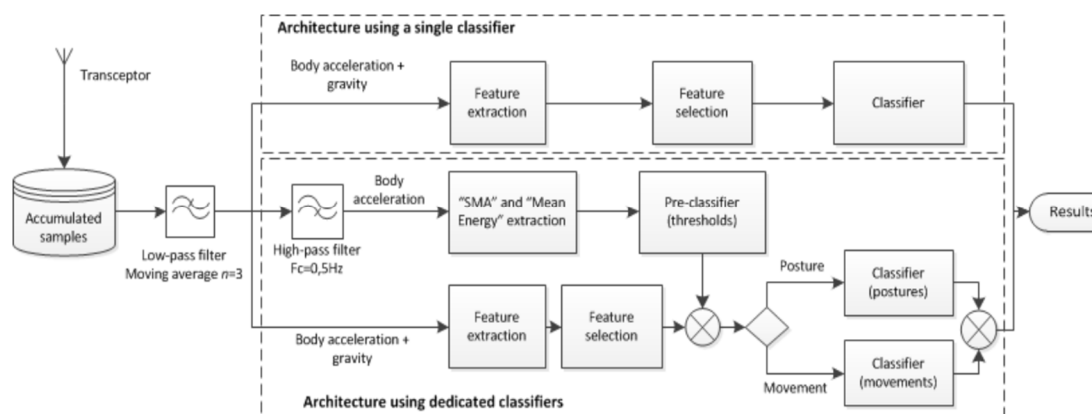 Architecture using a single classifier
Transceptor
Body acceleration +
gravity
Feature
extraction
Feature
selection
Classifier
Accumulated
samples
Low-pass filter
Moving average n=3
High-pass filter
Fc=0,5Hz
Body
acceleration
“SMA” and “Mean
Energy” extraction
Pre-classifier
(thresholds)
Results
Posture
Classifier
(postures)
Body acceleration +
gravity
Feature
extraction
Feature
selection
Movement
Classifier
(movements)
Architecture using dedicated classifiers